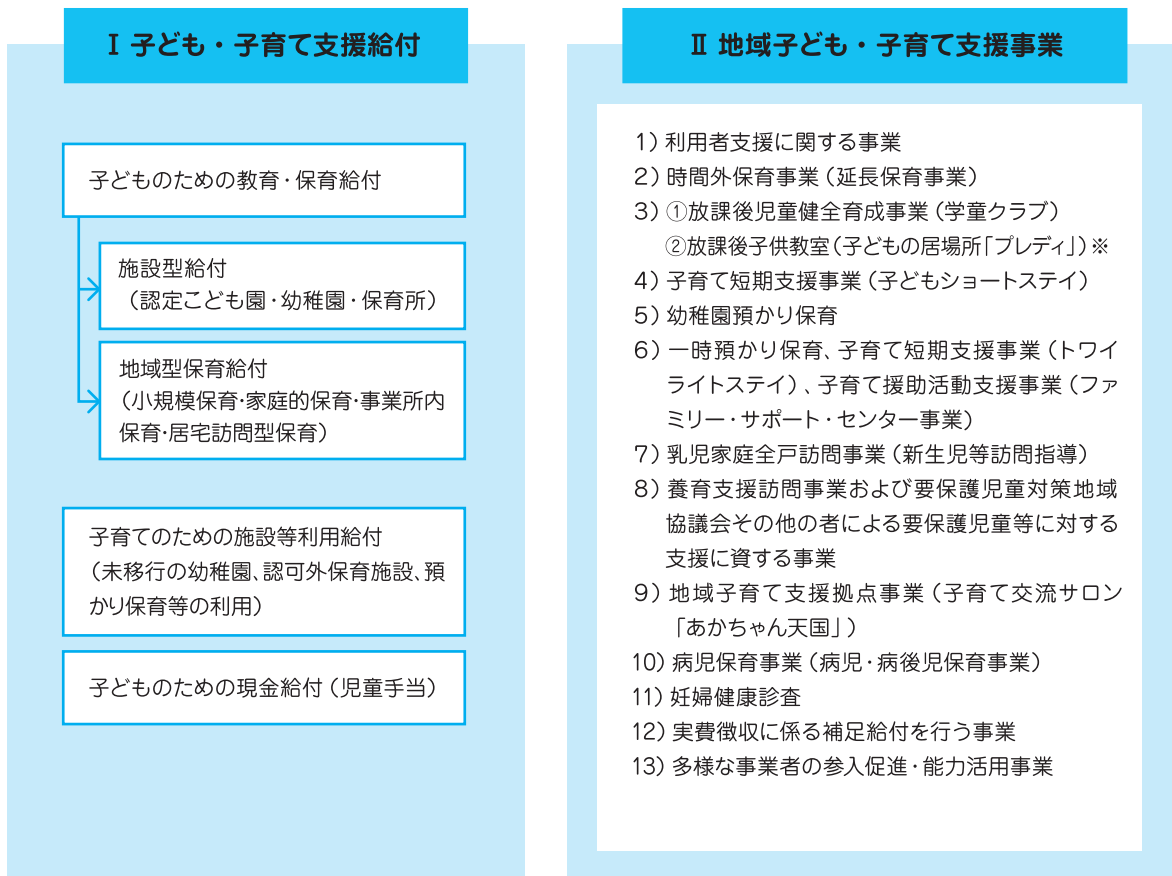 Ⅰ 子ども・子育て支援給付
子どものための教育・保育給付
施設型給付
（認定こども園・幼稚園・保育所）
地域型保育給付
（小規模保育・家庭的保育・事業所内
保育・居宅訪問型保育）
子育てのための施設等利用給付
（未移行の幼稚園、認可外保育施設、預
かり保育等の利用）
子どものための現金給付（児童手当）
Ⅱ 地域子ども・子育て支援事業
1）利用者支援に関する事業
2）時間外保育事業（延長保育事業）
3）①放課後児童健全育成事業（学童クラブ）
②放課後子供教室（子どもの居場所「プレディ」）※
4）子育て短期支援事業（子どもショートステイ）
5）幼稚園預かり保育
6）一時預かり保育、子育て短期支援事業（トワイ
ライトステイ）、子育て援助活動支援事業（ファ
ミリー・サポート・センター事業）
7）乳児家庭全戸訪問事業（新生児等訪問指導）
8）養育支援訪問事業および要保護児童対策地域
協議会その他の者による要保護児童等に対する
支援に資する事業
9）地域子育て支援拠点事業（子育て交流サロン
「あかちゃん天国」）
10）病児保育事業（病児・病後児保育事業）
11）妊婦健康診査
12）実費徴収に係る補足給付を行う事業
13）多様な事業者の参入促進・能力活用事業